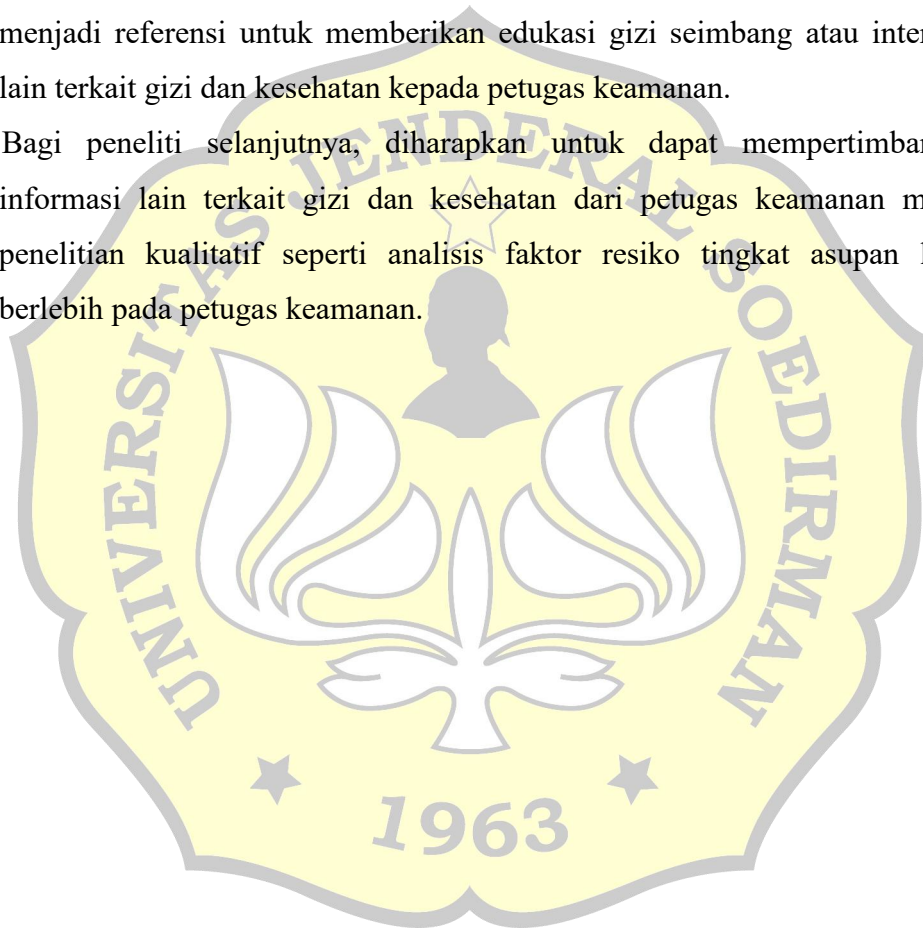 menjadi referensi untuk memberikan edukasi gizi seimbang atau
lain terkait gizi dan kesehatan kepada petugas keamanan.
Bagi peneliti selanjutnya, diharapkan untuk dapat
informasi lain terkait gizi dan kesehatan dari petugas keamanan
penelitian kualitatif seperti analisis faktor resiko tingkat asupan
berlebih pada petugas keamanan.
UNIVERSITAS JENDERAL SOEDIRMAN
1963